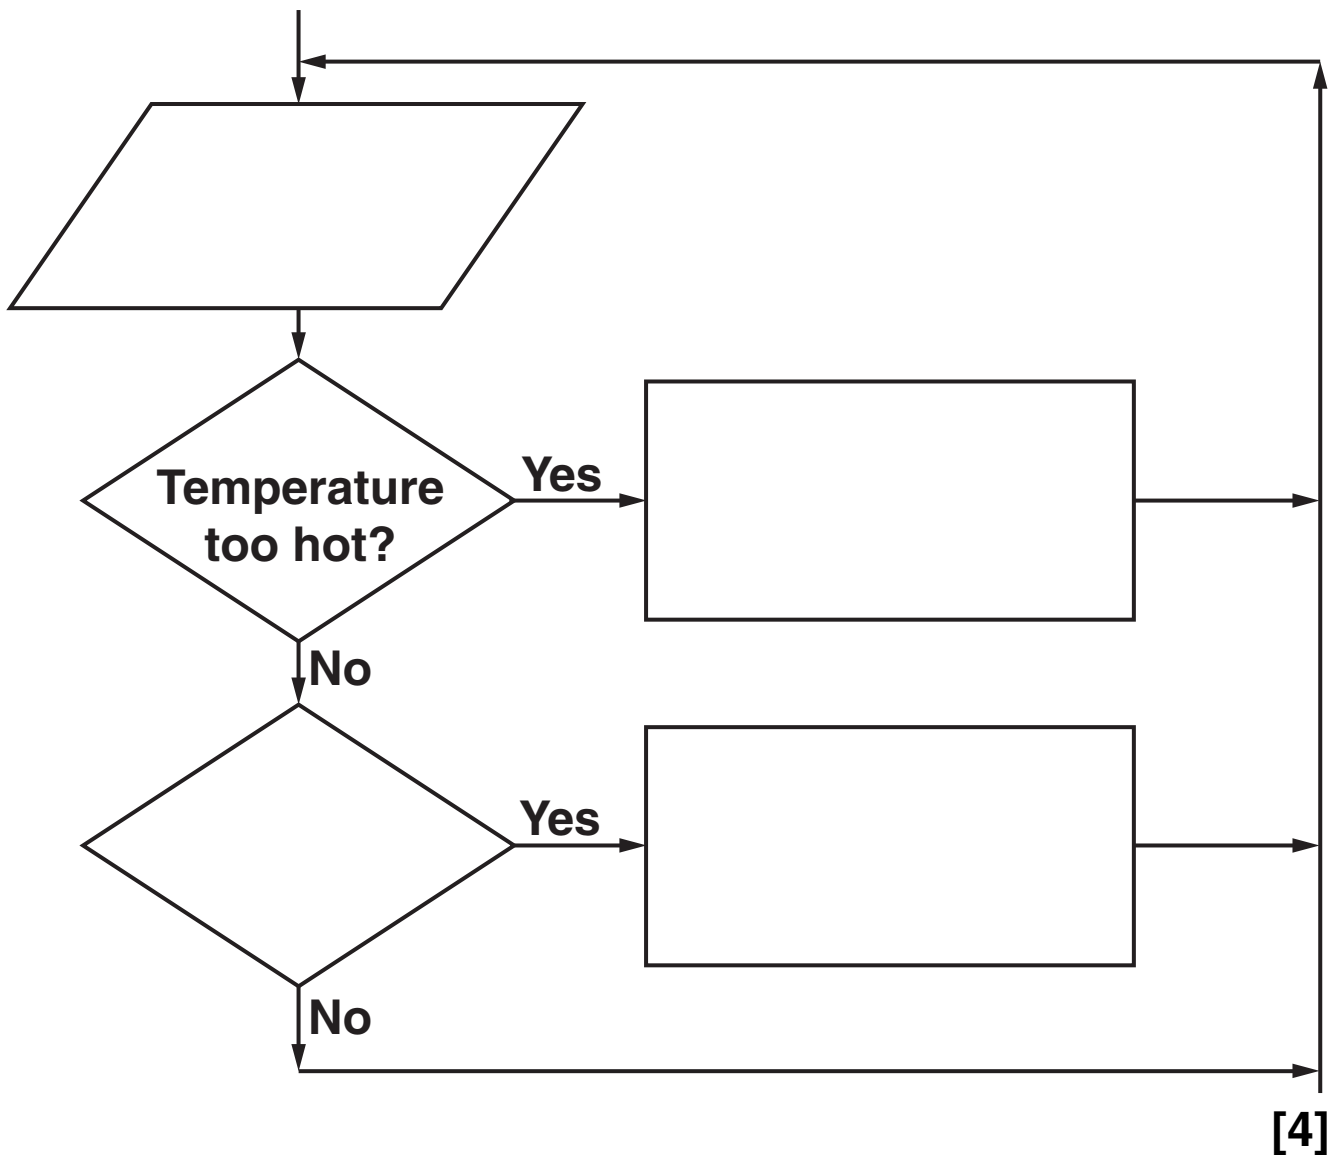 Temperature
too hot?
Yes
No
Yes
No
[4]